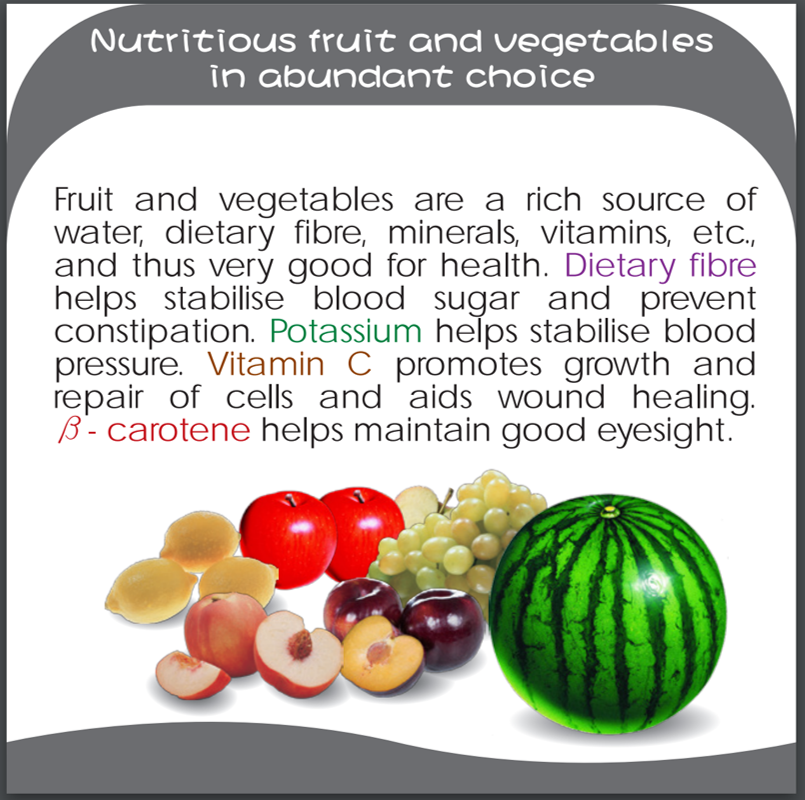 Nutritious fruit and vegetables
in abundant choice
Fruit and vegetables are a rich source of
water, dietary fibre, minerals, vitamins, etc.,
and thus very good for health. Dietary fibre
helps stabilise blood sugar and prevent
constipation. Potassium helps stabilise blood
pressure. Vitamin C promotes growth and
repair of cells and aids wound healing.
β - carotene helps maintain good eyesight.